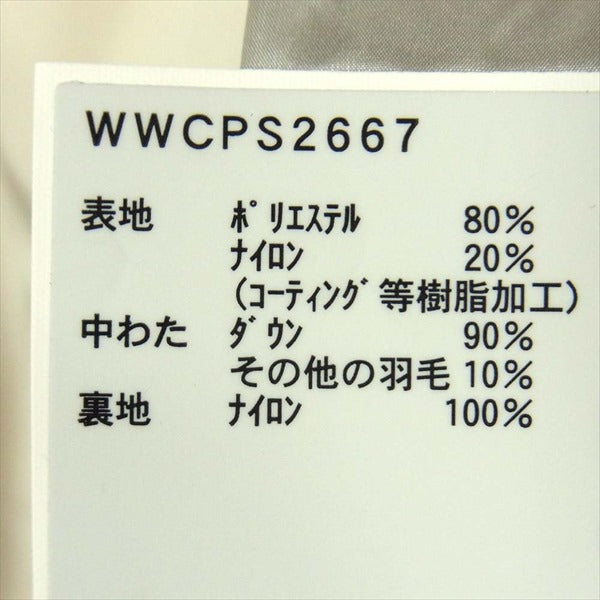 WWCPS2667
表地 ﾎﾟﾘｴｽﾃﾙ 80%
ﾅｲﾛﾝ 20%
(ｺｰﾃｨﾝｸﾞ等樹脂加工)
中わた ﾀﾞｳﾝ 90%
その他の羽毛 10%
裏地 ﾅｲﾛﾝ 100%